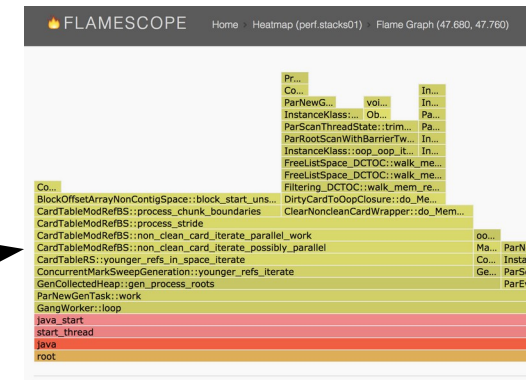 FLAMESCOPE Home Heatmap (perf.stacks01) Flame Graph (47.680, 47.760)
Pr...
Co... In...
ParNewG... voi... In...
InstanceKlass:... Ob... Pa...
ParScanThreadState::trim... Pa...
ParRootScanWithBarrierTw... In...
InstanceKlass::oop_oop_it... In...
FreeListSpace_DCTOC::walk_me...
FreeListSpace_DCTOC::walk_me...
Co... Filtering_DCTOC::walk_mem_re...
BlockOffsetArrayNonContigSpace::block_start_uns... DirtyCardToOopClosure::do_Me...
CardTableModRefBS::process_chunk_boundaries ClearNoncleanCardWrapper::do_Mem...
CardTableModRefBS::process_stride
CardTableModRefBS::non_clean_card_iterate_parallel_work oo...
CardTableModRefBS::non_clean_card_iterate_possibly_parallel Ma... ParN
CardTableRS::younger_refs_in_space_iterate Co... Insta
ConcurrentMarkSweepGeneration::younger_refs_iterate Ge... ParSc
GenCollectedHeap::gen_process_roots ParEv
ParNewGenTask::work
GangWorker::loop
java_start
start_thread
java
root